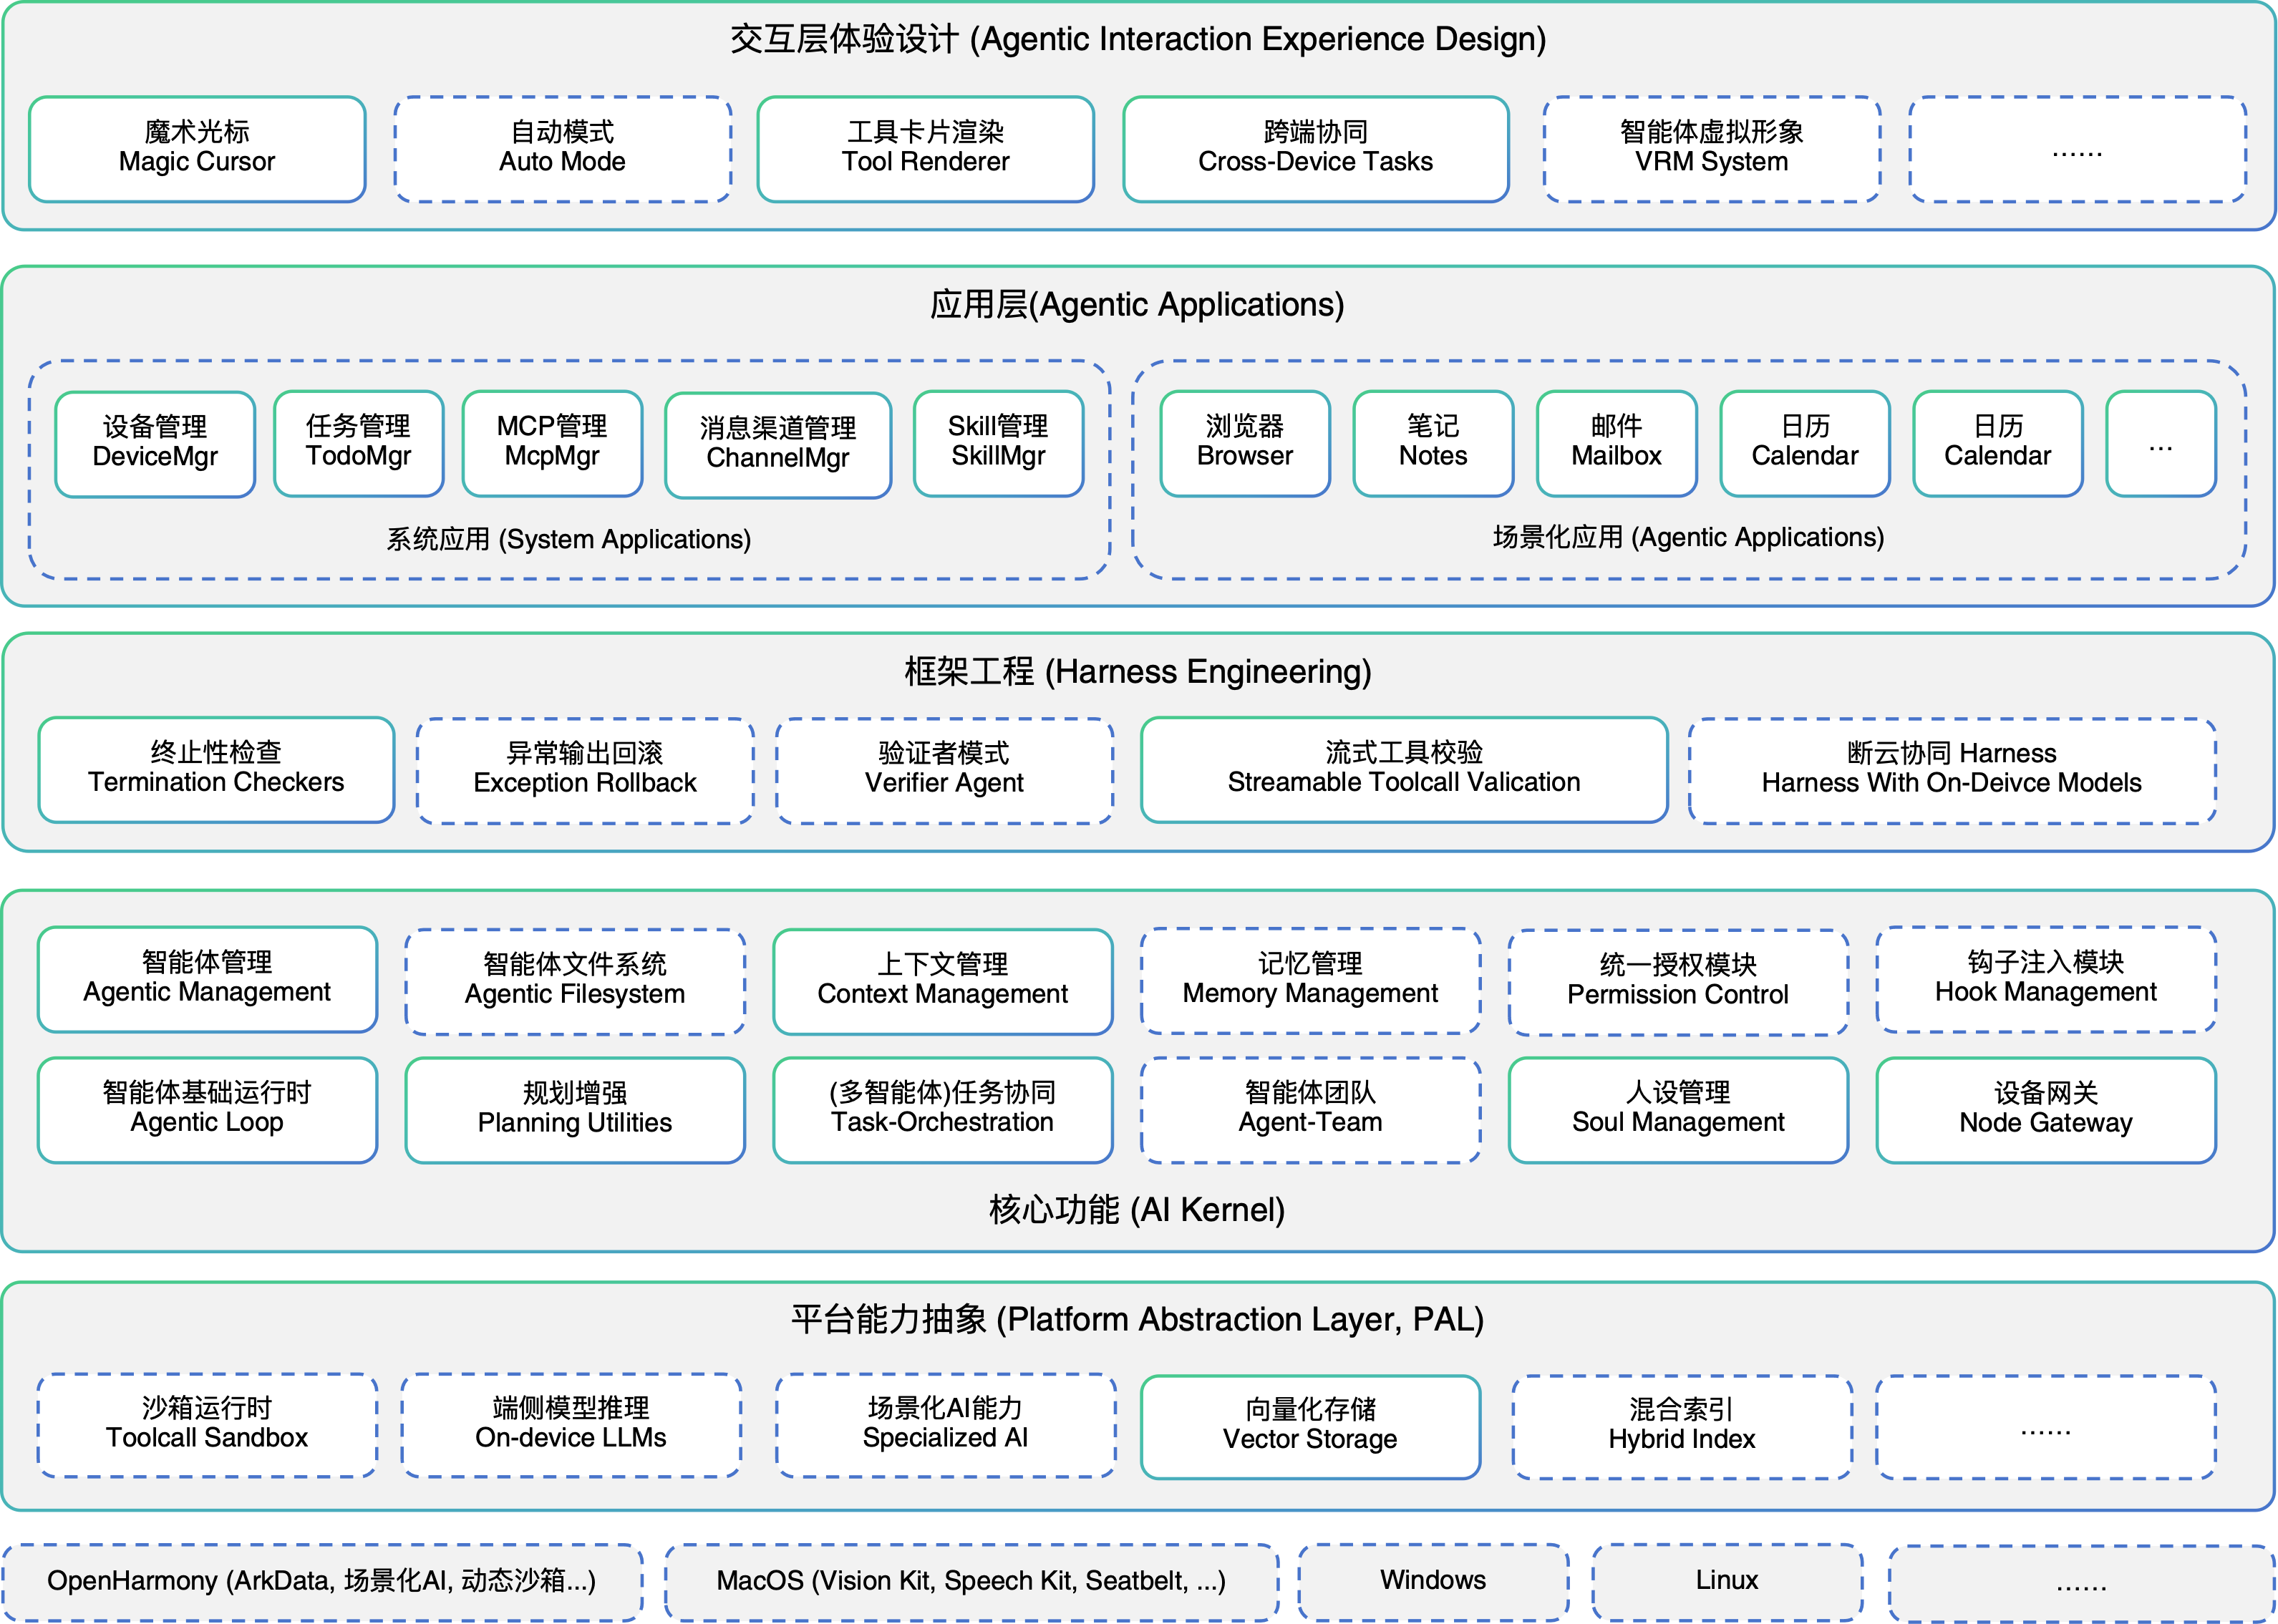 交互层体验设计 (Agentic Interaction Experience Design)
魔术光标
Magic Cursor
自动模式
Auto Mode
工具卡片渲染
Tool Renderer
跨端协同
Cross-Device Tasks
智能体虚拟形象
VRM System
......
应用层(Agentic Applications)
设备管理
DeviceMgr
任务管理
TodoMgr
MCP管理
McpMgr
消息渠道管理
ChannelMgr
Skill管理
SkillMgr
系统应用 (System Applications)
浏览器
Browser
笔记
Notes
邮件
Mailbox
日历
Calendar
日历
Calendar
...
场景化应用 (Agentic Applications)
框架工程 (Harness Engineering)
终止性检查
Termination Checkers
异常输出回滚
Exception Rollback
验证者模式
Verifier Agent
流式工具校验
Streamable Toolcall Valication
断云协同 Harness
Harness With On-Deivce Models
智能体管理
Agentic Management
智能体文件系统
Agentic Filesystem
上下文管理
Context Management
记忆管理
Memory Management
统一授权模块
Permission Control
钩子注入模块
Hook Management
智能体基础运行时
Agentic Loop
规划增强
Planning Utilities
(多智能体)任务协同
Task-Orchestration
智能体团队
Agent-Team
人设管理
Soul Management
设备网关
Node Gateway
核心功能 (AI Kernel)
平台能力抽象 (Platform Abstraction Layer, PAL)
沙箱运行时
Toolcall Sandbox
端侧模型推理
On-device LLMs
场景化AI能力
Specialized AI
向量化存储
Vector Storage
混合索引
Hybrid Index
......
OpenHarmony (ArkData, 场景化AI, 动态沙箱...)
MacOS (Vision Kit, Speech Kit, Seatbelt, ...)
Windows
Linux
......